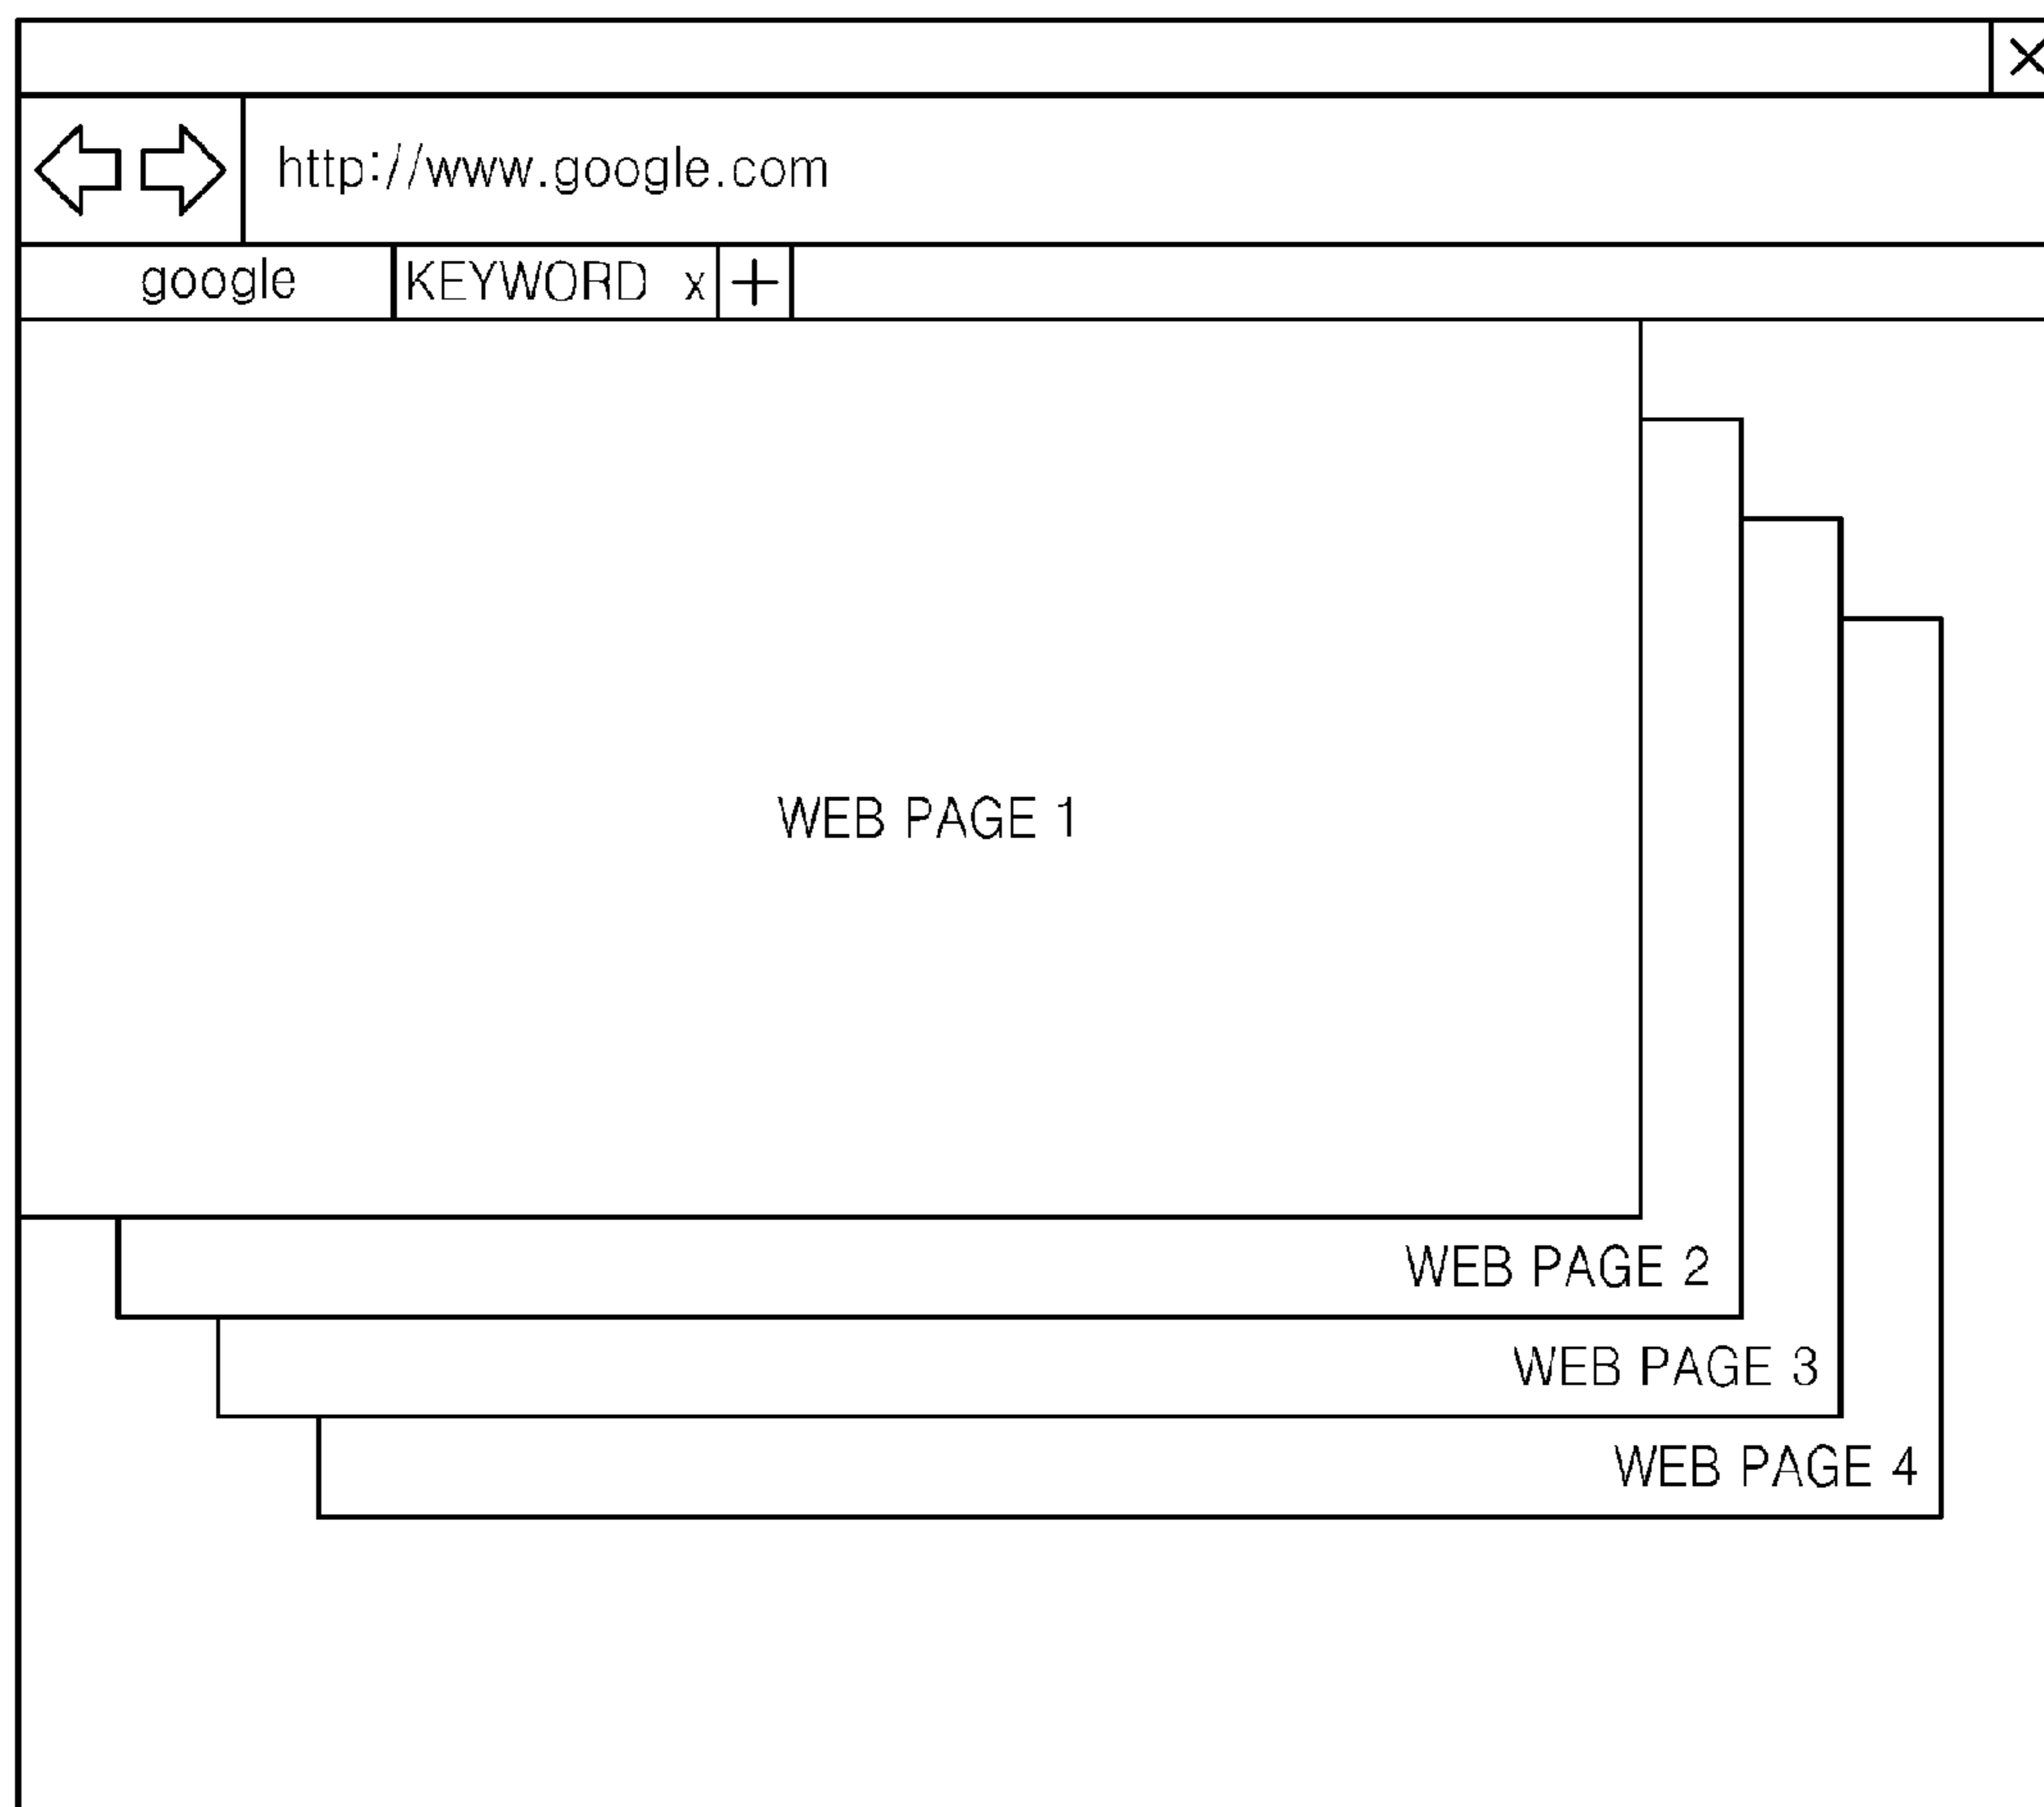 http://www.google.com
google KEYWORD x +
WEB PAGE 1
WEB PAGE 2
WEB PAGE 3
WEB PAGE 4